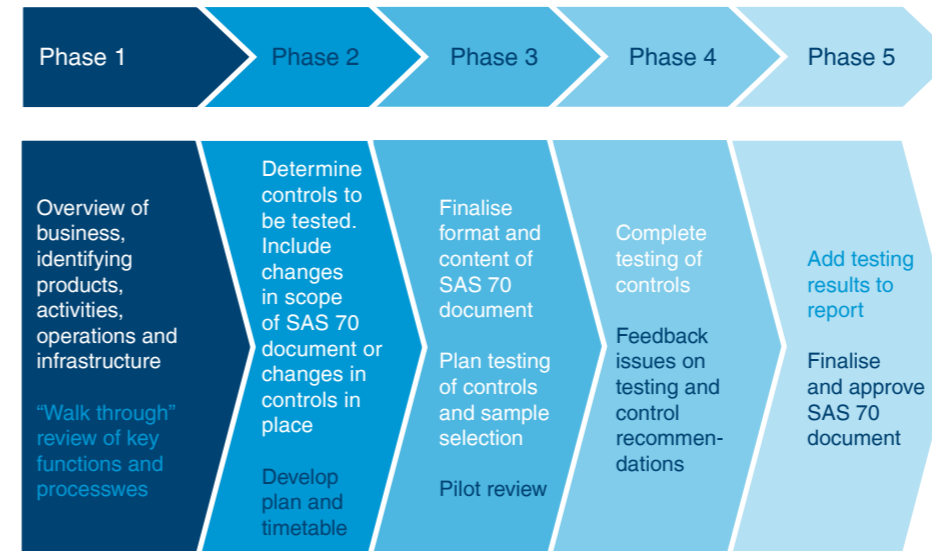 Phase 1
Phase 2
Phase 3
Phase 4
Phase 5
Overview of
business,
identifying
products,
activities,
operations and
infrastructure
“Walk through”
review of key
functions and
processwes
Determine
controls to
be tested.
Include
changes
in scope
of SAS 70
document or
changes in
controls in
place
Develop
plan and
timetable
Finalise
format and
content of
SAS 70
document
Plan testing
of controls
and sample
selection
Pilot review
Complete
testing of
controls
Feedback
issues on
testing and
control
recommen-
dations
Add testing
results to
report
Finalise
and approve
SAS 70
document